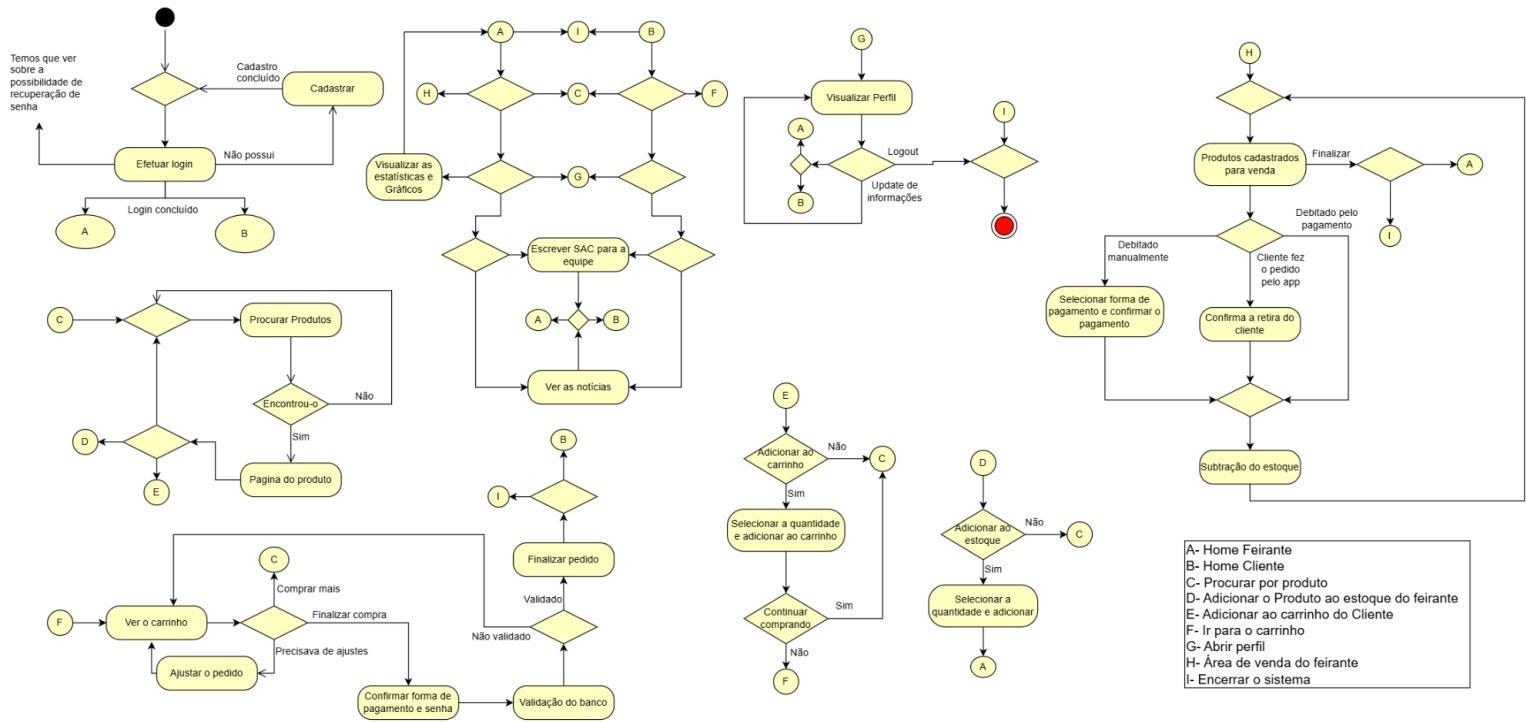 Temos que ver
sobre a
possibilidade de
recuperação de
senha
Cadastro
concluído
Cadastrar
Efetuar login
Não possui
Login concluído
A
B
A
I
B
H
C
F
Visualizar as
estatísticas e
Gráficos
G
Escrever SAC para a
equipe
A
B
Ver as notícias
G
Visualizar Perfil
A
B
Logout
Update de
informações
I
H
Produtos cadastrados
para venda
Finalizar
A
I
Debitado pelo
pagamento
Debitado
manualmente
Cliente fez
o pedido
pelo app
Selecionar forma de
pagamento e confirmar o
pagamento
Confirma a retira do
cliente
Subtração do estoque
C
Procurar Produtos
Encontrou-o
Não
Sim
D
E
Pagina do produto
F
Ver o carrinho
C
Comprar mais
Finalizar compra
Precisava de ajustes
Ajustar o pedido
Confirmar forma de
pagamento e senha
Validação do banco
Não validado
Validado
Finalizar pedido
I
B
E
Adicionar ao
carrinho
Não
C
Sim
Selecionar a quantidade
e adicionar ao carrinho
Continuar
comprando
Sim
Não
F
D
Adicionar ao
estoque
Não
C
Sim
Selecionar a
quantidade e adicionar
A
A- Home Feirante
B- Home Cliente
C- Procurar por produto
D- Adicionar o Produto ao estoque do feirante
E- Adicionar ao carrinho do Cliente
F- Ir para o carrinho
G- Abrir perfil
H- Área de venda do feirante
I- Encerrar o sistema